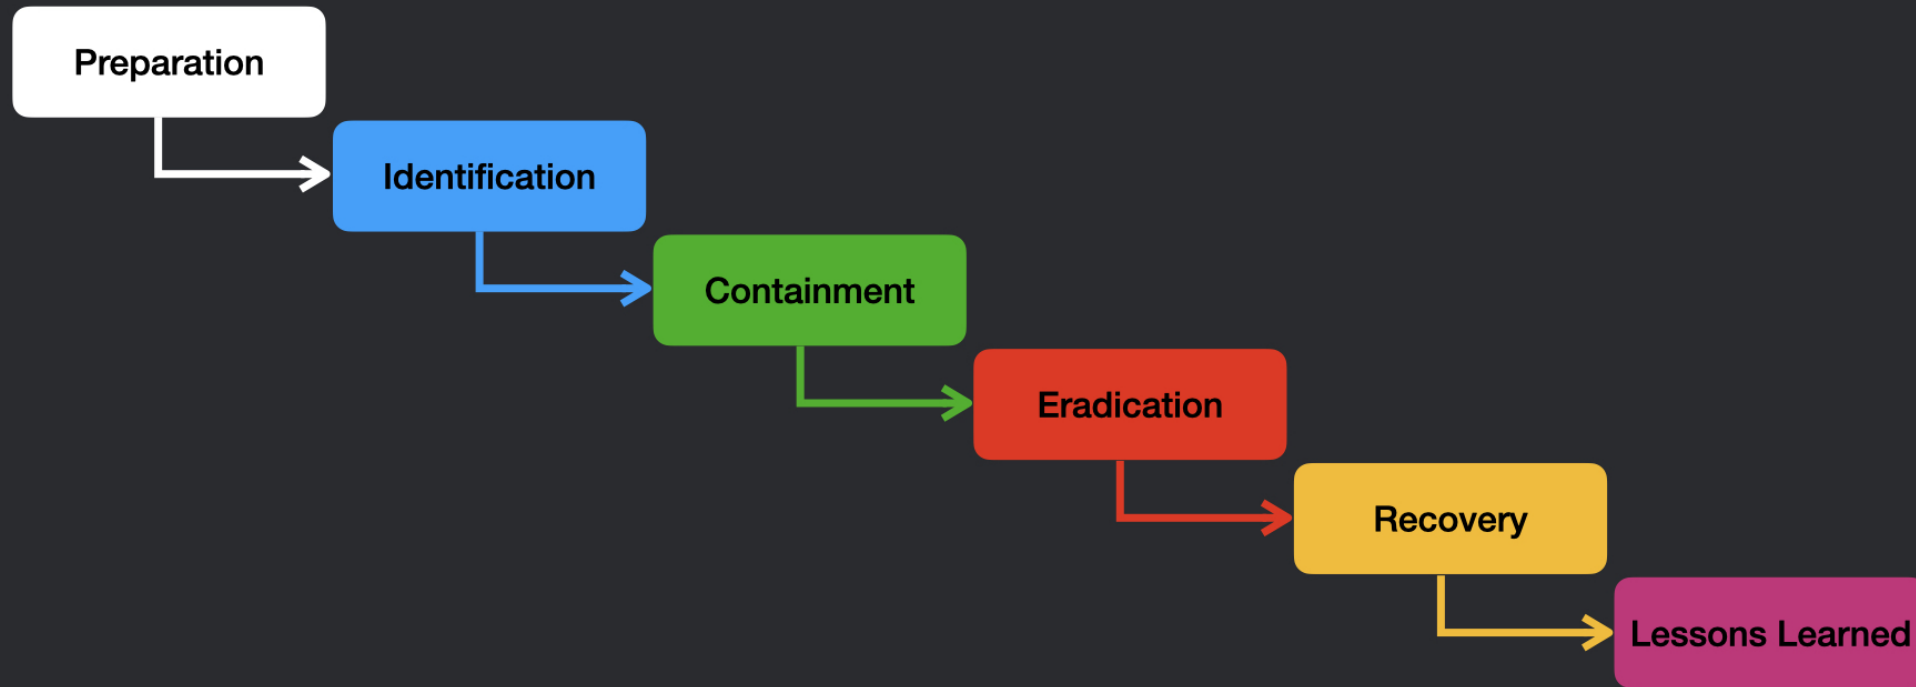 Preparation
Identification
Containment
Eradication
Recovery
Lessons Learned